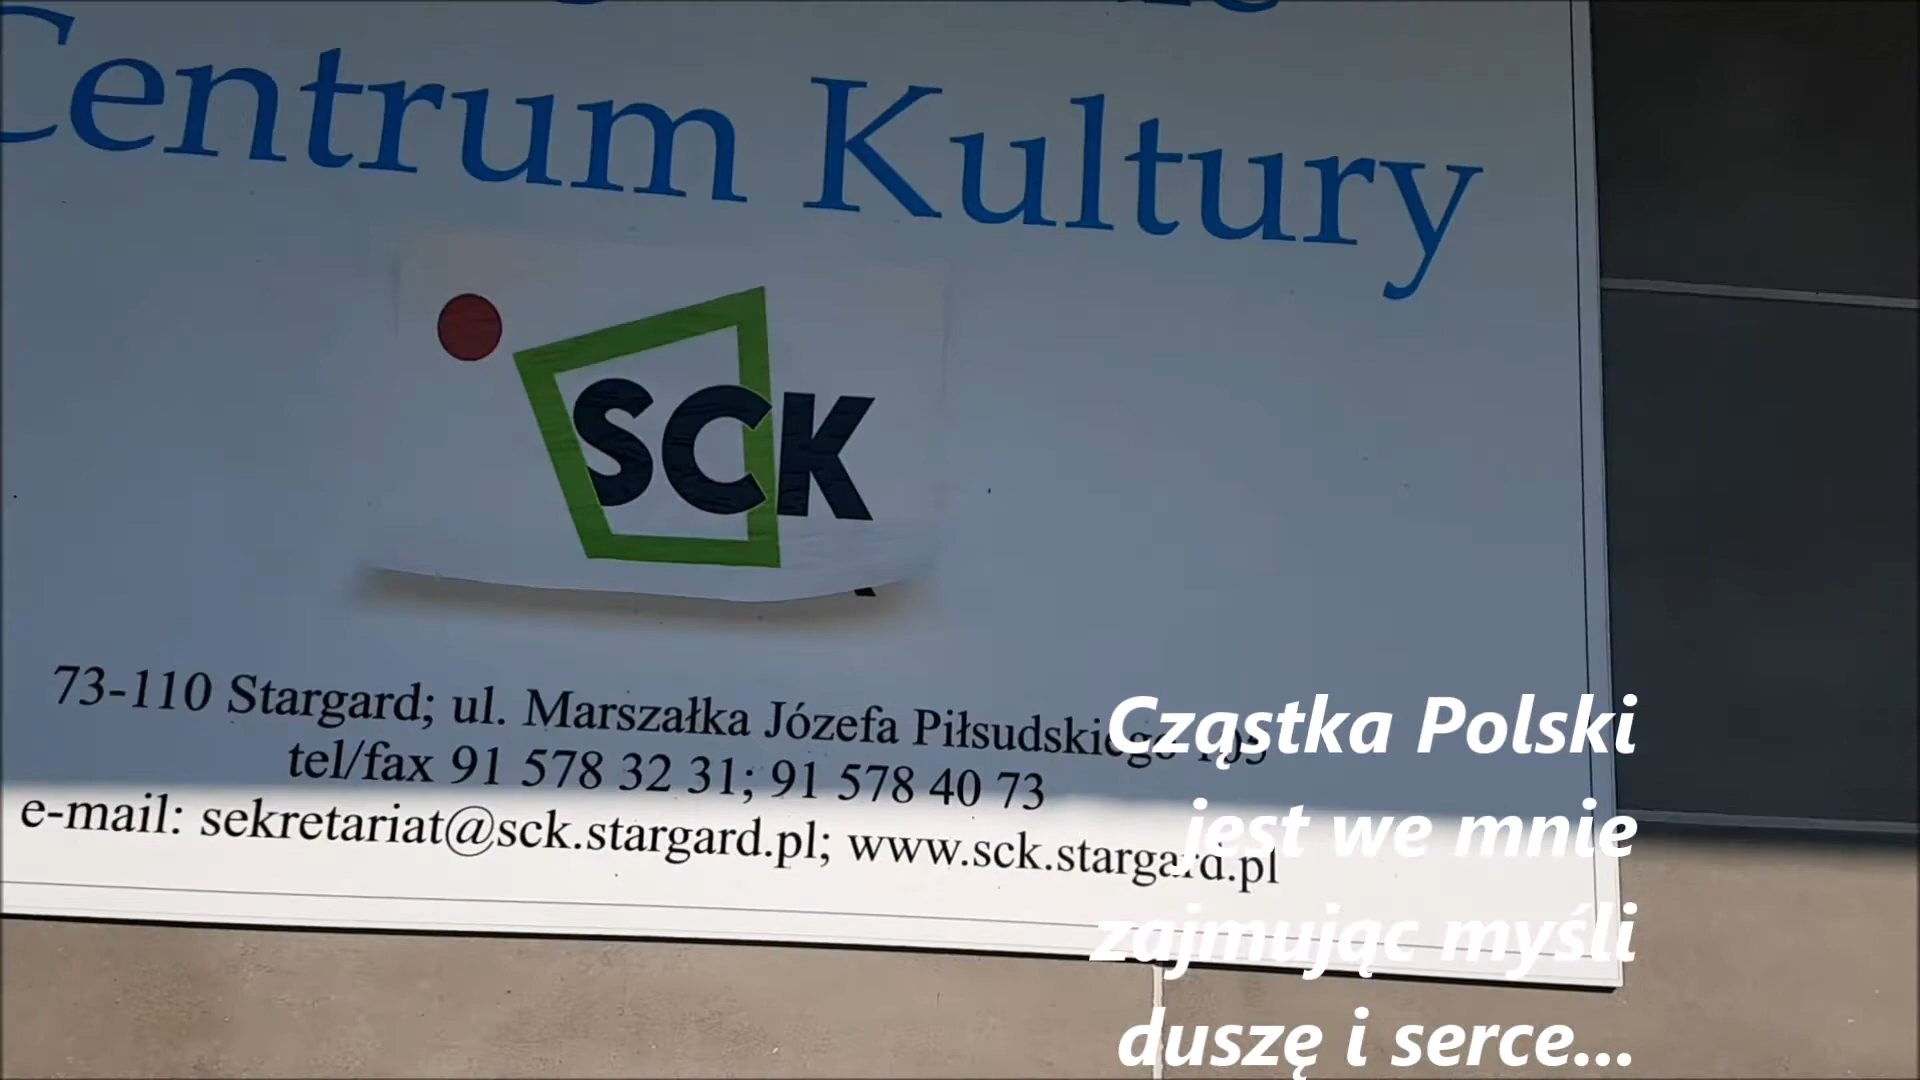 Centrum Kultury
SCK
73-110 Stargard; ul. Marszałka Józefa Piłsudskiego
tel/fax 91 578 32 31; 91 578 40 73
e-mail: sekretariat@sck.stargard.pl; www.sck.stargard.pl
Cząstka Polski
jest we mnie
zajmując myśli
duszę i serce...